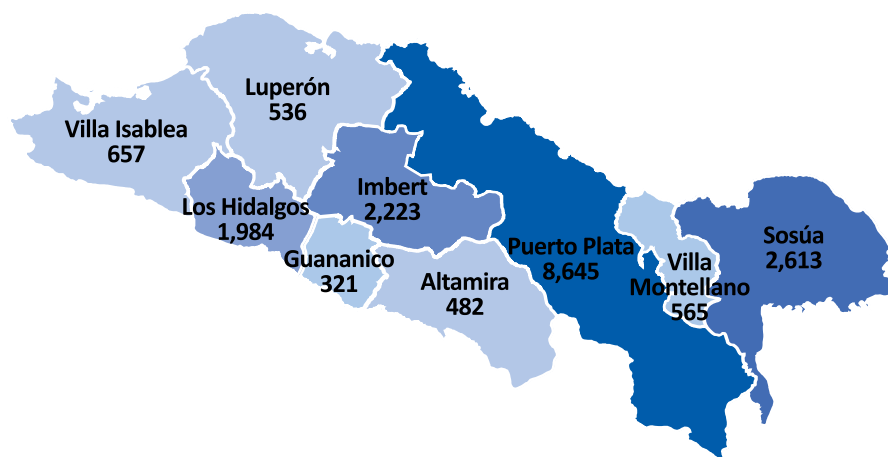 Luperón
536
Villa Isablea
657
Imbert
2,223
Los Hidalgos
1,984
Guananico
321
Altamira
482
Puerto Plata
8,645
Villa
Montellano
565
Sosúa
2,613